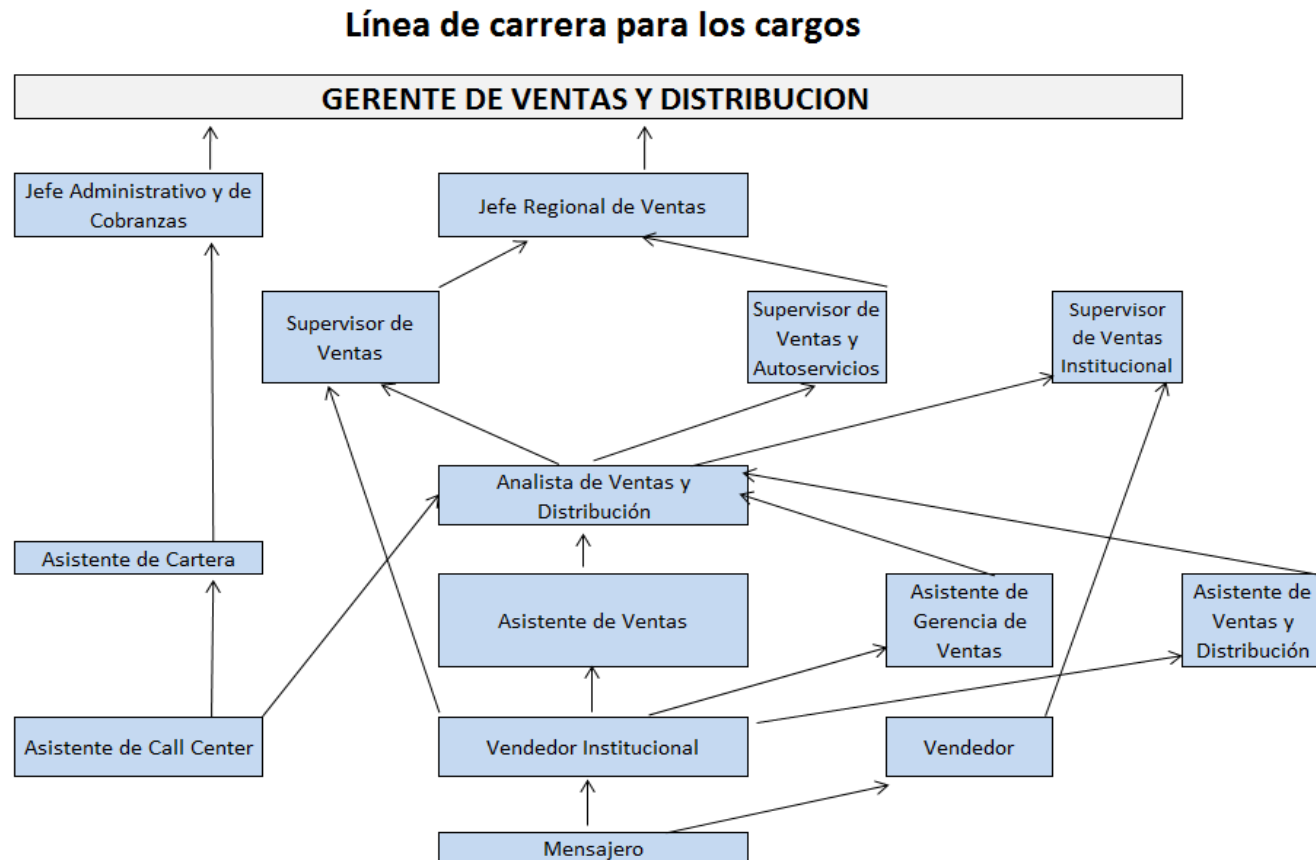 Línea de carrera para los cargos
GERENTE DE VENTAS Y DISTRIBUCION
Jefe Administrativo y de
Cobranzas
Jefe Regional de Ventas
Supervisor de
Ventas
Supervisor de
Ventas y
Autoservicios
Supervisor
de Ventas
Institucional
Analista de Ventas y
Distribución
Asistente de Cartera
Asistente de Ventas
Asistente de
Gerencia de
Ventas
Asistente de
Ventas y
Distribución
Asistente de Call Center
Vendedor Institucional
Vendedor
Mensajero